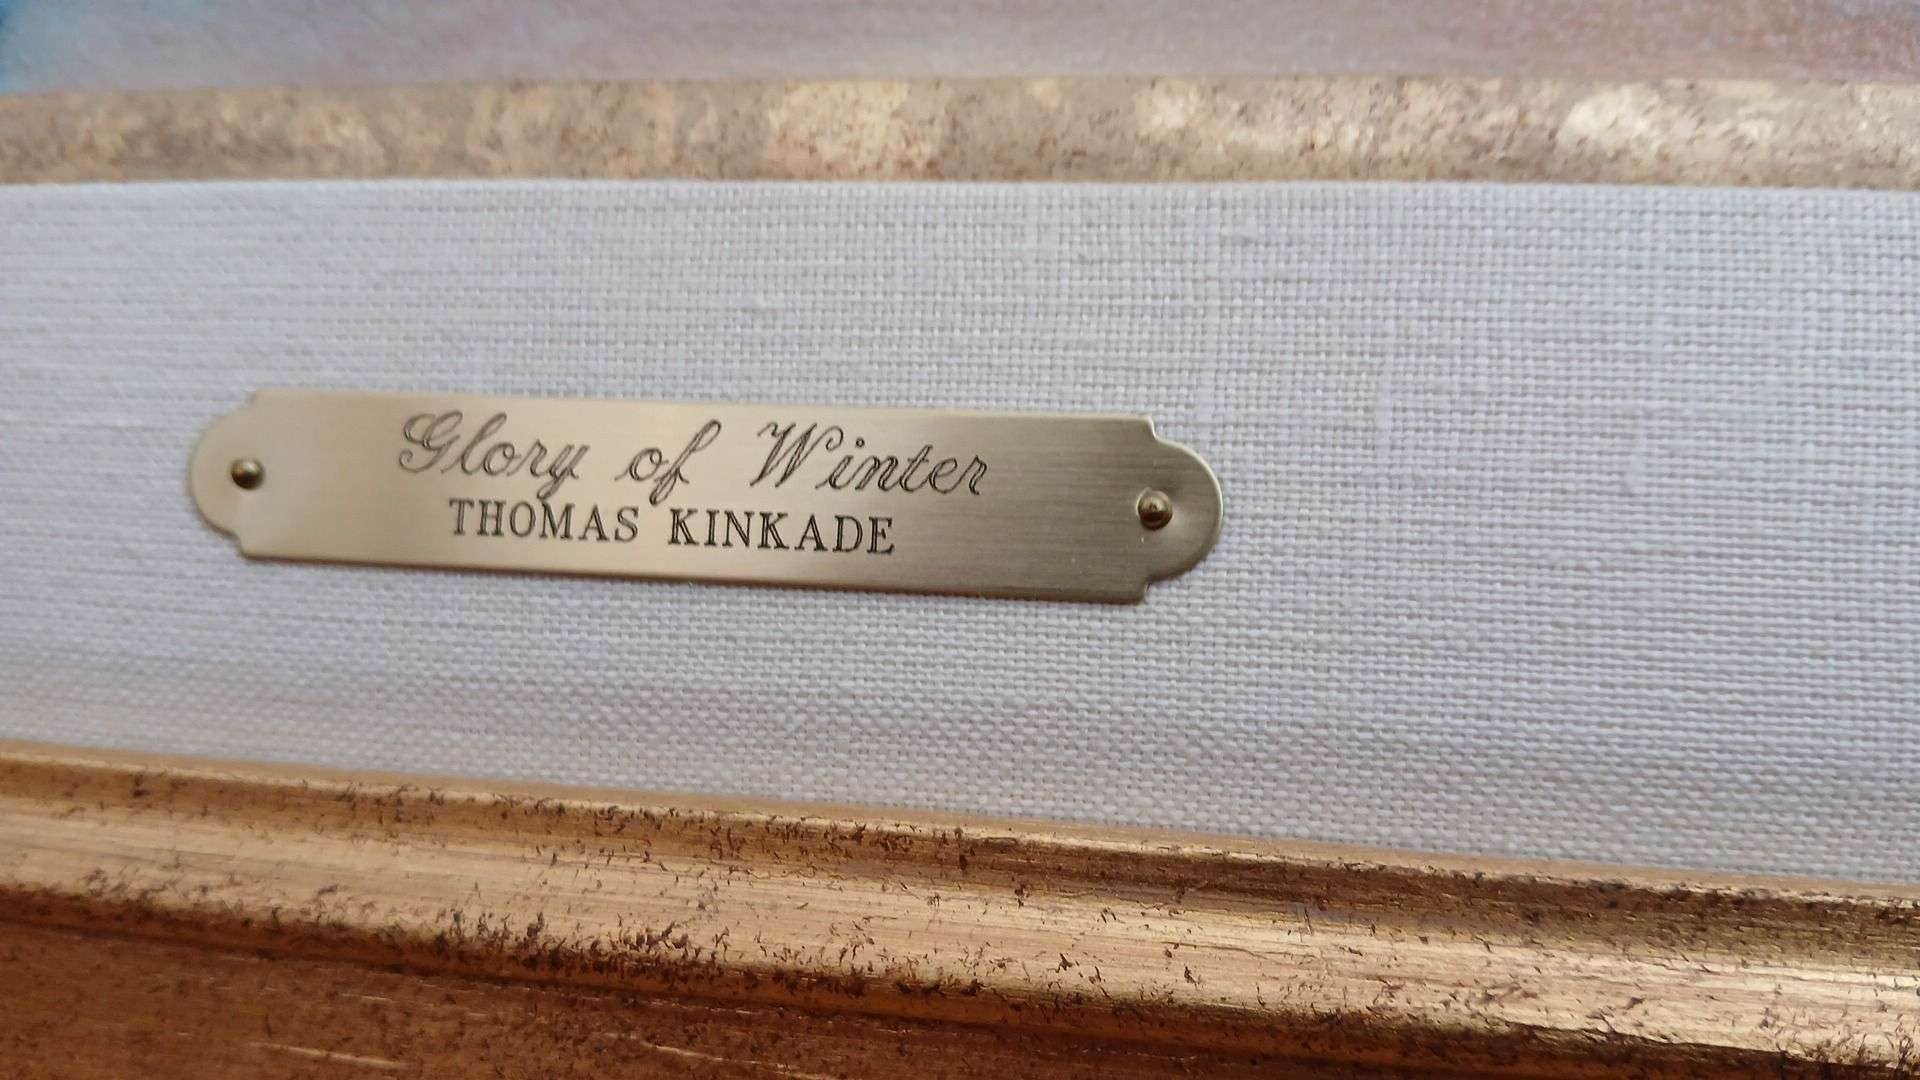 Glory of Winter
THOMAS KINKADE